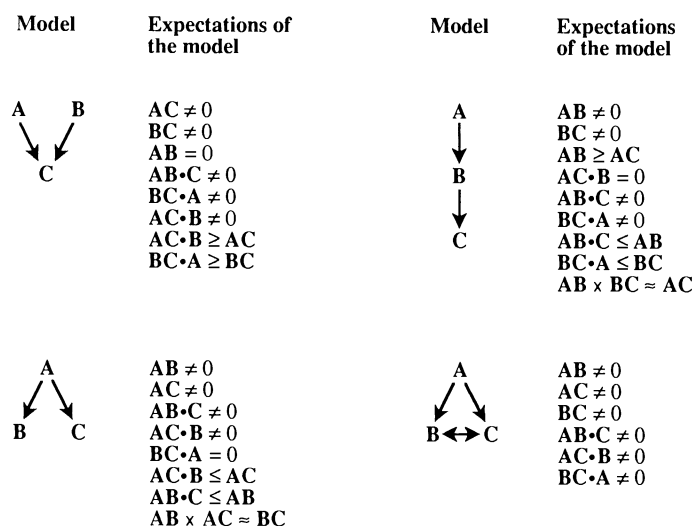 Model
Expectations of
the model
A B
C
AC ≠ 0
BC ≠ 0
AB = 0
AB•C ≠ 0
BC•A ≠ 0
AC•B ≠ 0
AC•B ≥ AC
BC•A ≥ BC
Model
Expectations
of the model
A
B
C
AB ≠ 0
BC ≠ 0
AB ≥ AC
AC•B = 0
AB•C ≠ 0
BC•A ≠ 0
AB•C ≤ AB
BC•A ≤ BC
AB x BC ≈ AC
A
B C
AB ≠ 0
AC ≠ 0
AB•C ≠ 0
AC•B ≠ 0
BC•A = 0
AC•B ≤ AC
AB•C ≤ AB
AB x AC ≈ BC
A
B C
AB ≠ 0
AC ≠ 0
BC ≠ 0
AB•C ≠ 0
AC•B ≠ 0
BC•A ≠ 0